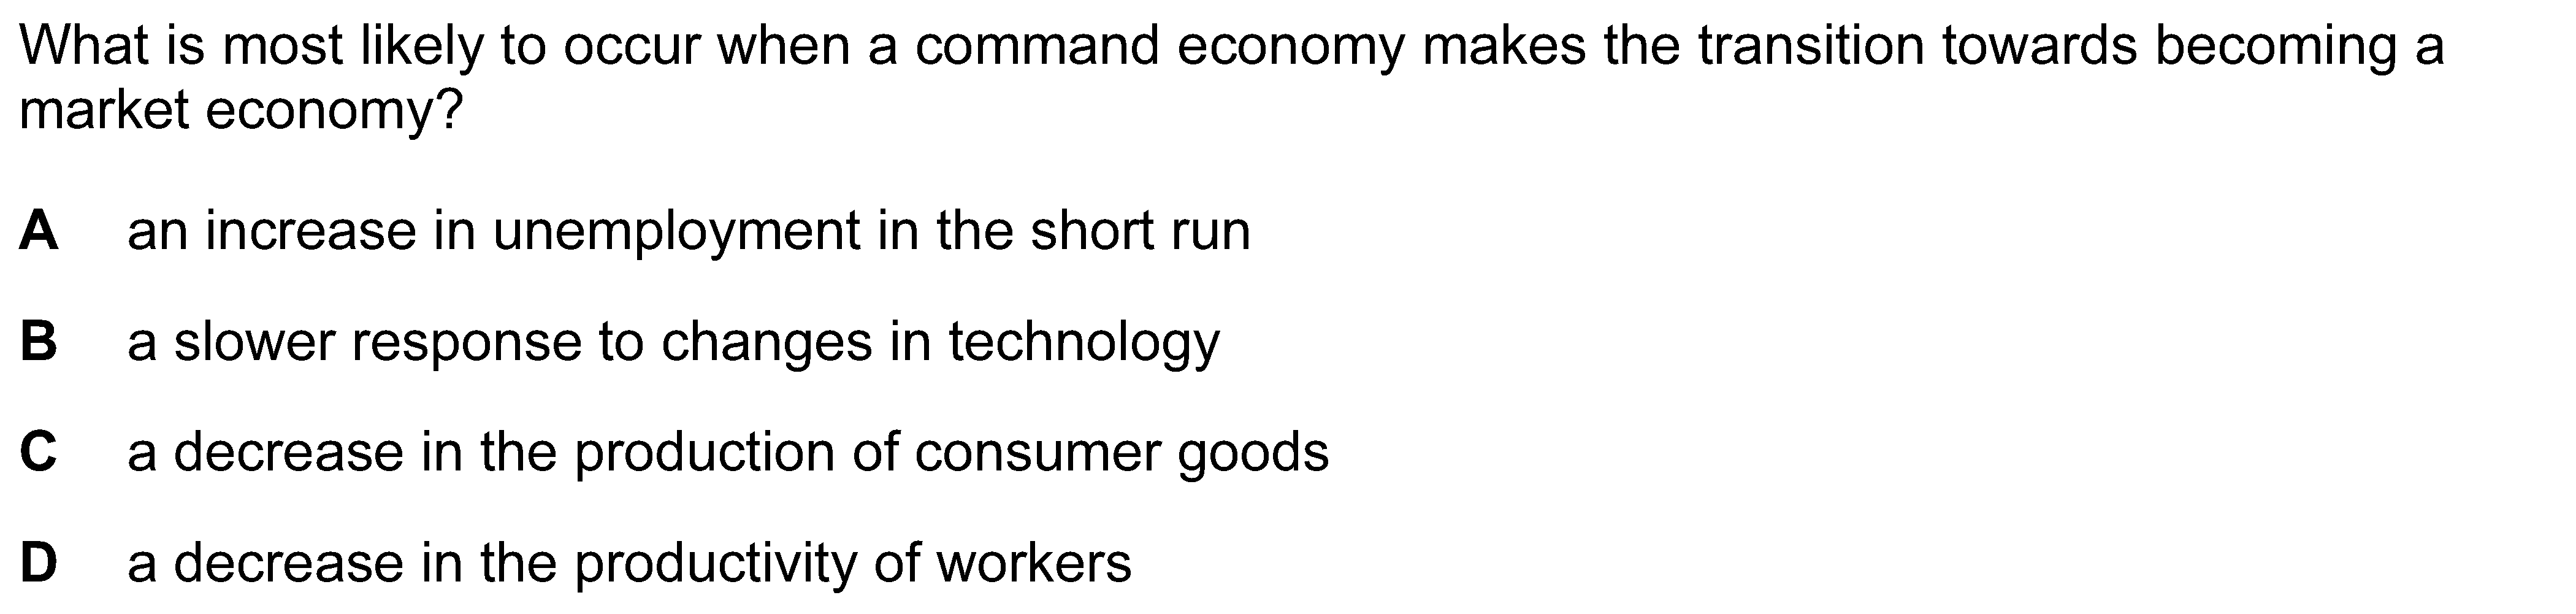 What is most likely to occur when a command economy makes the transition towards becoming a
market economy?
A an increase in unemployment in the short run
B a slower response to changes in technology
C a decrease in the production of consumer goods
D a decrease in the productivity of workers